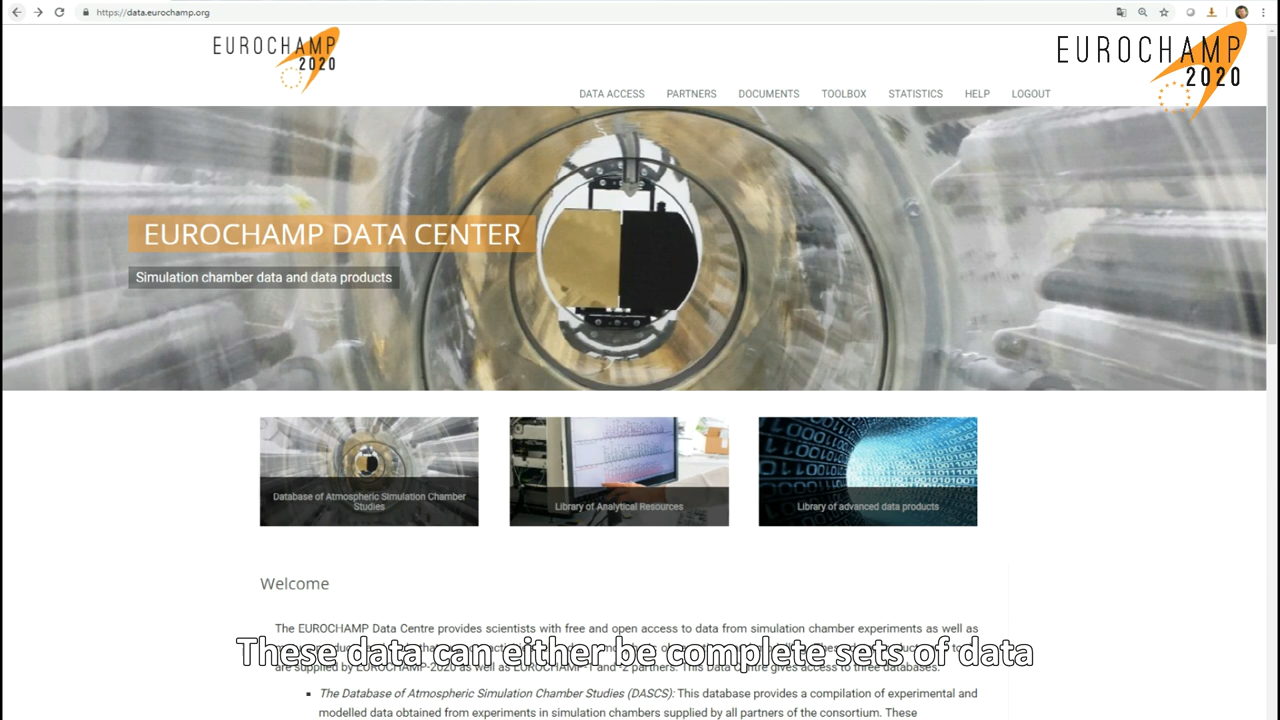 https://data.eurochamp.org
EUROCHAMP
2020
EUROCHAMP
2020
DATA ACCESS PARTNERS DOCUMENTS TOOLBOX STATISTICS HELP LOGOUT
EUROCHAMP DATA CENTER
Simulation chamber data and data products
Database of Atmospheric Simulation Chamber
Studies
Library of Analytical Resources
Library of advanced data products
Welcome
The EUROCHAMP Data Centre provides scientists with free and open access to data from simulation chamber experiments as well as
are supplied by EUROCHAMP-2020 as well as EUROCHAMP-1 and -2 partners. This Data Centre gives access to three databases:
These data can either be complete sets of data
▪ The Database of Atmospheric Simulation Chamber Studies (DASCS): This database provides a compilation of experimental and
modelled data obtained from experiments in simulation chambers supplied by all partners of the consortium. These